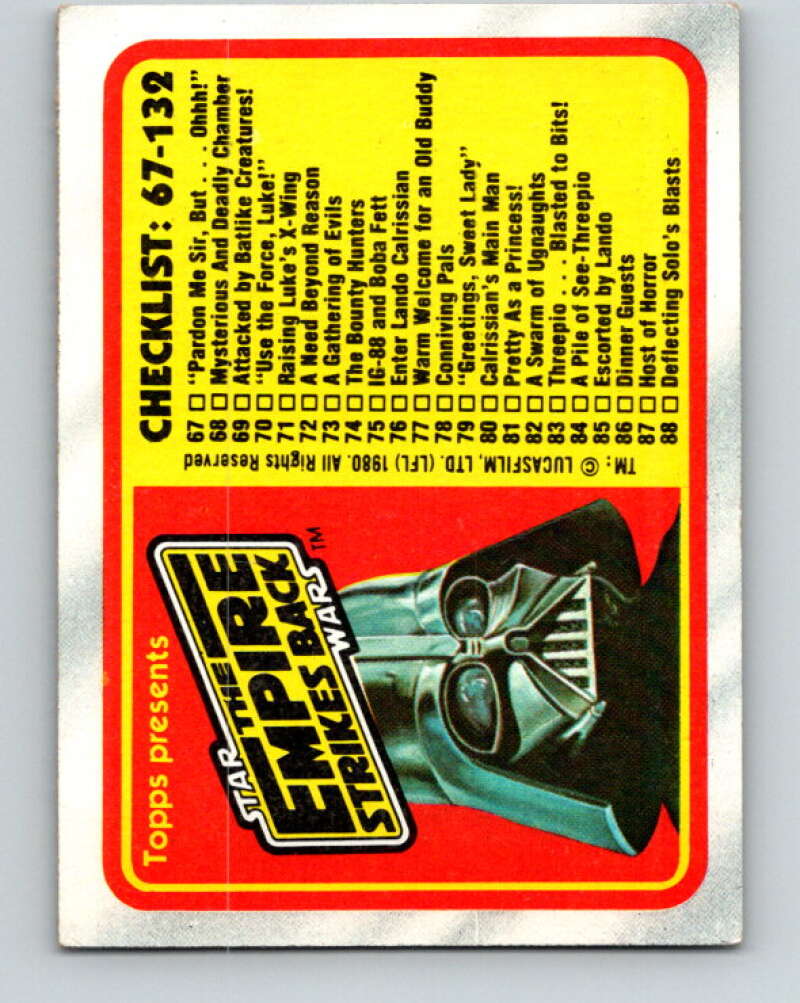 Topps presents
STAR
THE
EMPIRE
STRIKES BACK
WARS™
CHECKLIST: 67-132
67 □ "Pardon Me Sir, But . . . . Ohhh!"
68 □ Mysterious And Deadly Chamber
69 □ Attacked by Batlike Creatures!
70 □ "Use the Force, Luke!"
71 □ Raising Luke's X-Wing
72 □ A Need Beyond Reason
73 □ A Gathering of Evils
74 □ The Bounty Hunters
75 □ IG-88 and Boba Fett
76 □ Enter Lando Calrissian
77 □ Warm Welcome for an Old Buddy
78 □ Conniving Pals
79 □ "Greetings, Sweet Lady"
80 □ Calrissian's Main Man
81 □ Pretty As a Princess!
82 □ A Swarm of Ugnaughts
83 □ Threepio . . . Blasted to Bits!
84 □ A Pile of See-Threepio
85 □ Escorted by Lando
86 □ Dinner Guests
87 □ Host of Horror
88 □ Deflecting Solo's Blasts
TM: © LUCASFILM, LTD. (LFL) 1980. All Rights Reserved